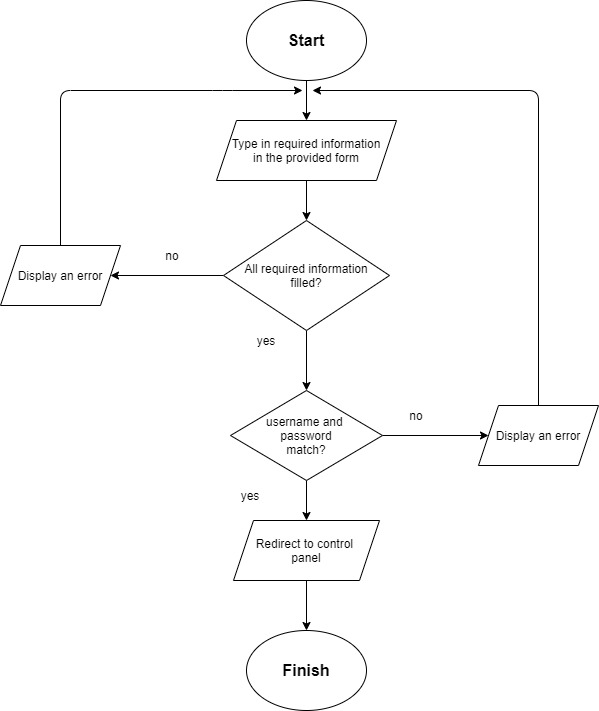 Start
Type in required information
in the provided form
no
Display an error
All required information
filled?
yes
username and
password
match?
no
Display an error
yes
Redirect to control
panel
Finish